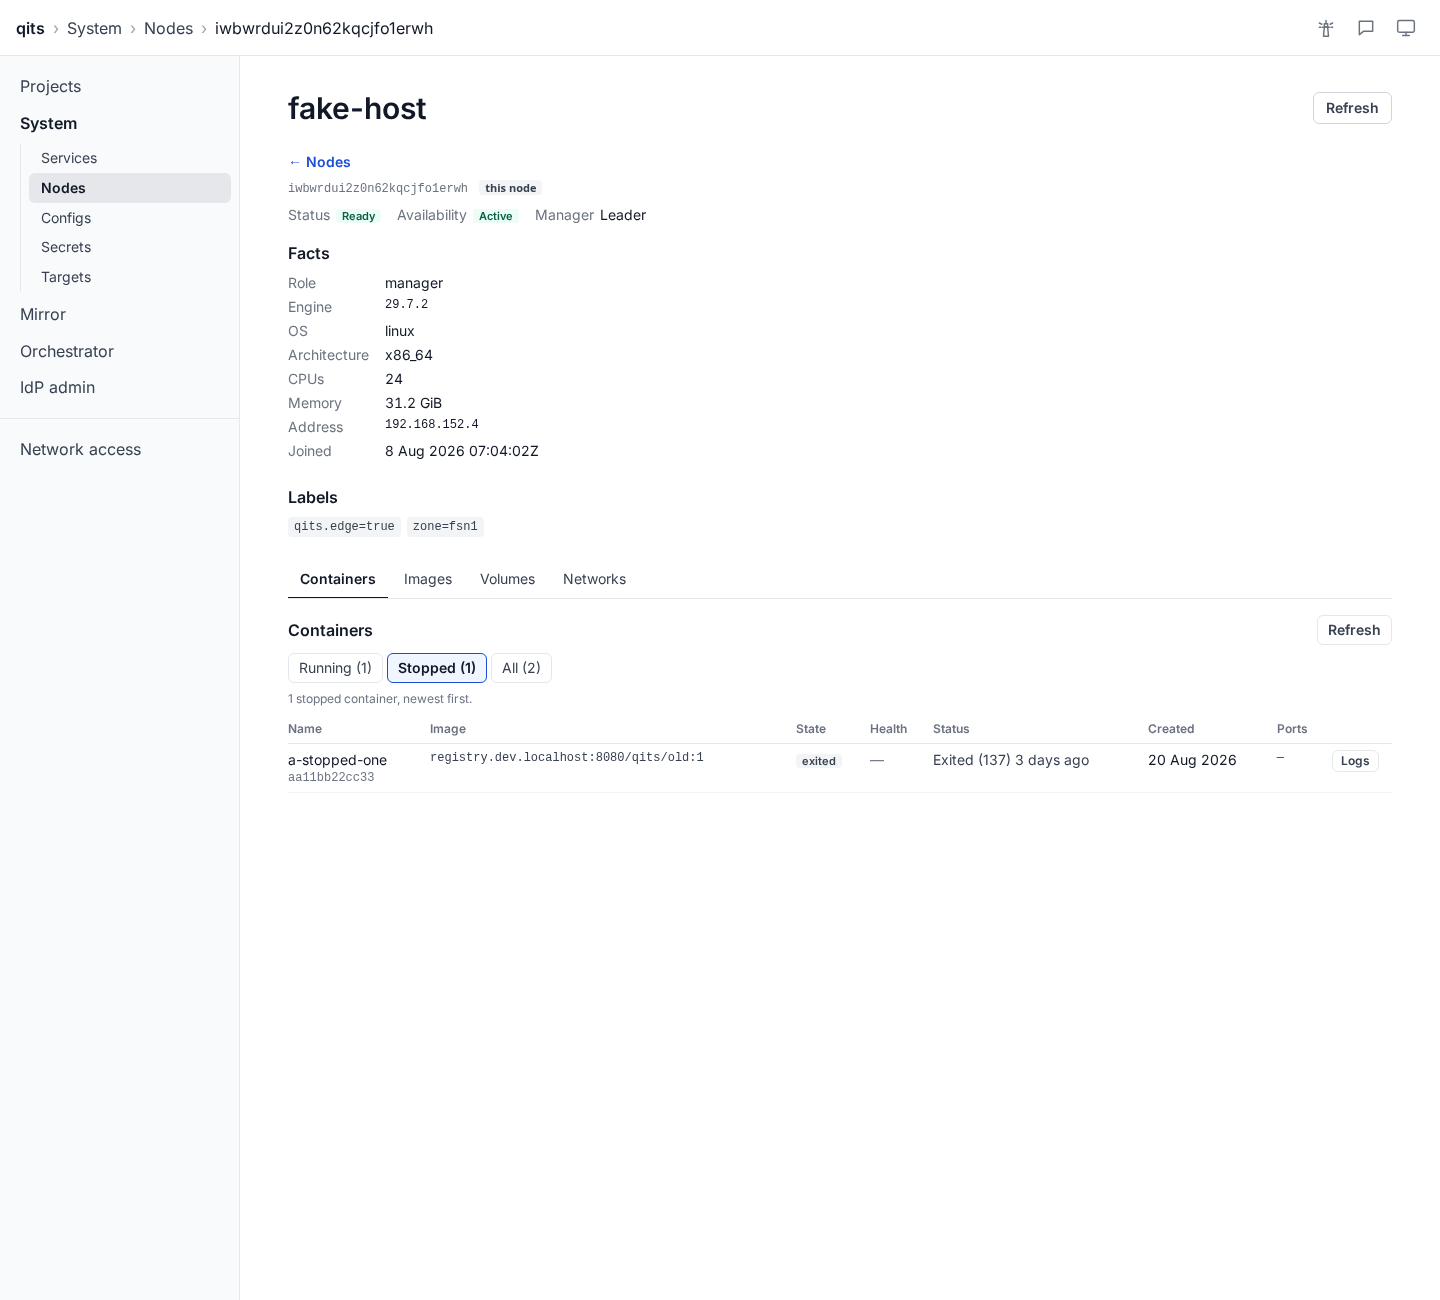 qits › System › Nodes › iwbwrdui2z0n62kqcjfo1erwh
Projects
System
Services
Nodes
Configs
Secrets
Targets
Mirror
Orchestrator
IdP admin
Network access
fake-host
Refresh
← Nodes
iwbwrdui2z0n62kqcjfo1erwh this node
Status Ready Availability Active Manager Leader
Facts
Role manager
Engine 29.7.2
OS linux
Architecture x86_64
CPUs 24
Memory 31.2 GiB
Address 192.168.152.4
Joined 8 Aug 2026 07:04:02Z
Labels
qits.edge=true zone=fsn1
Containers Images Volumes Networks
Containers
Refresh
Running (1) Stopped (1) All (2)
1 stopped container, newest first.
Name Image State Health Status Created Ports
a-stopped-one registry.dev.localhost:8080/qits/old:1 exited — Exited (137) 3 days ago 20 Aug 2026 – Logs
aa11bb22cc33